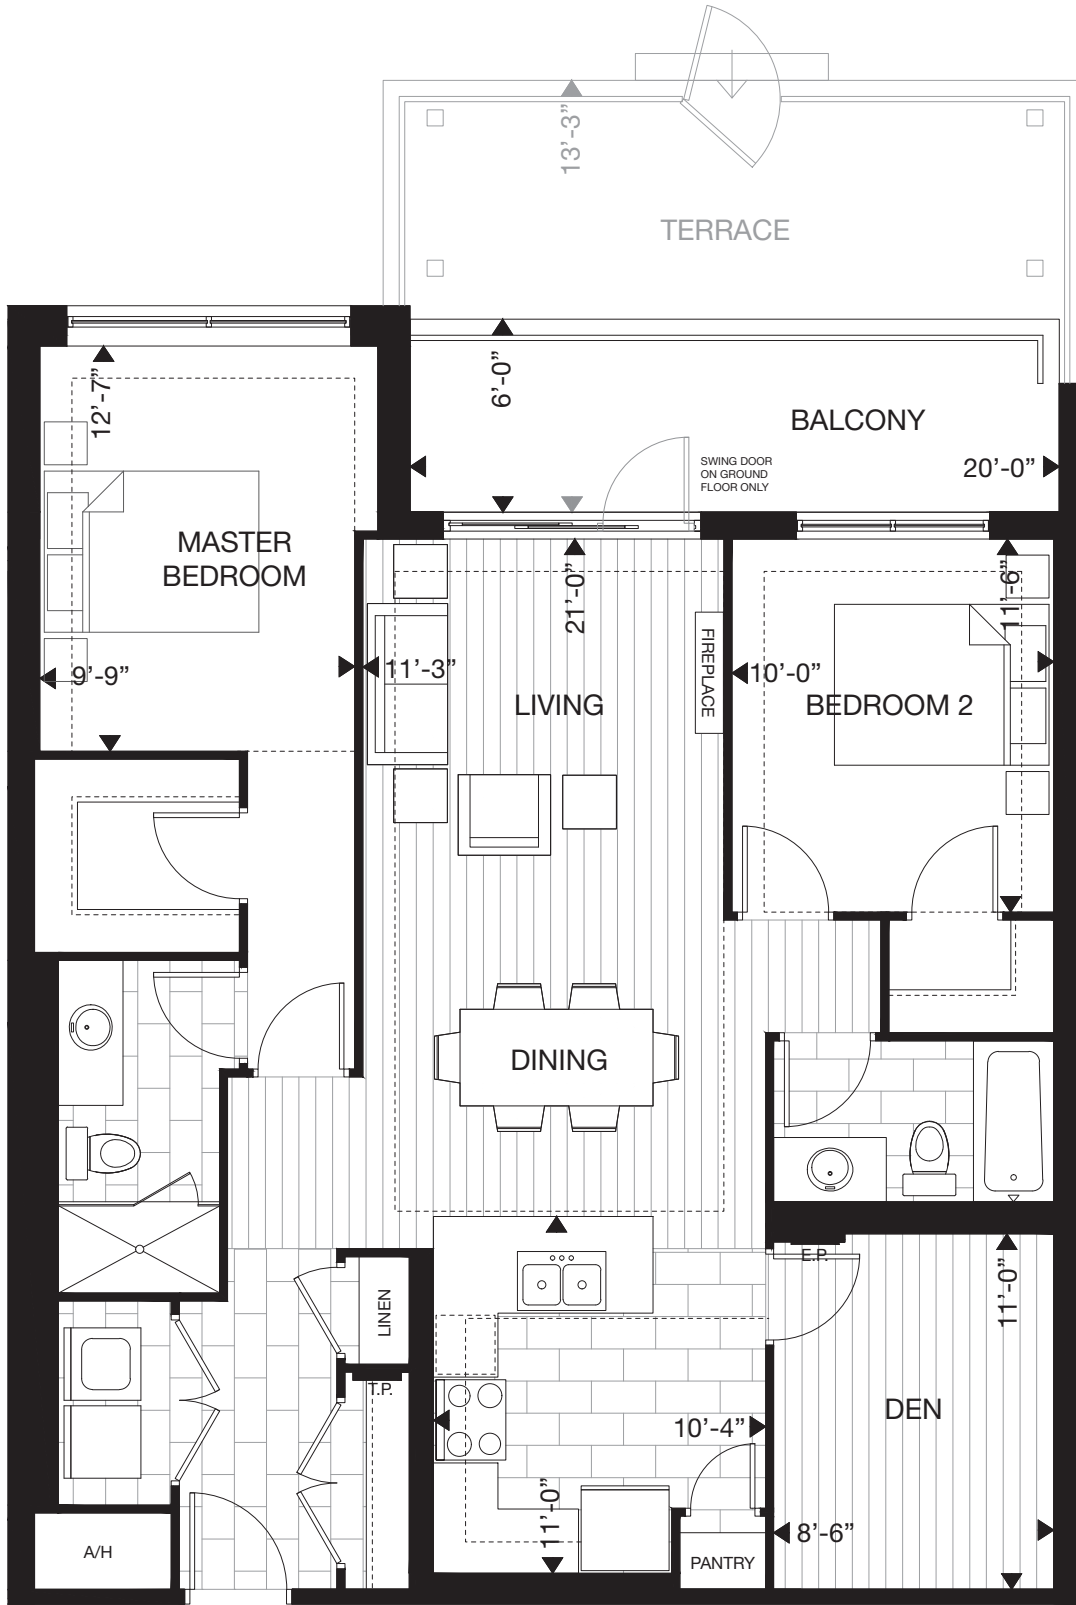 13’-3”
TERRACE
12’-7”
6’-0”
BALCONY
SWING DOOR
ON GROUND
FLOOR ONLY
20’-0”
MASTER
BEDROOM
21’-0”
11’-6”
9’-9”
11’-3”
FIREPLACE
10’-0”
LIVING
BEDROOM 2
DINING
E.P.
11’-0”
LINEN
T.P.
DEN
10’-4”
11’-0”
8’-6”
A/H
PANTRY